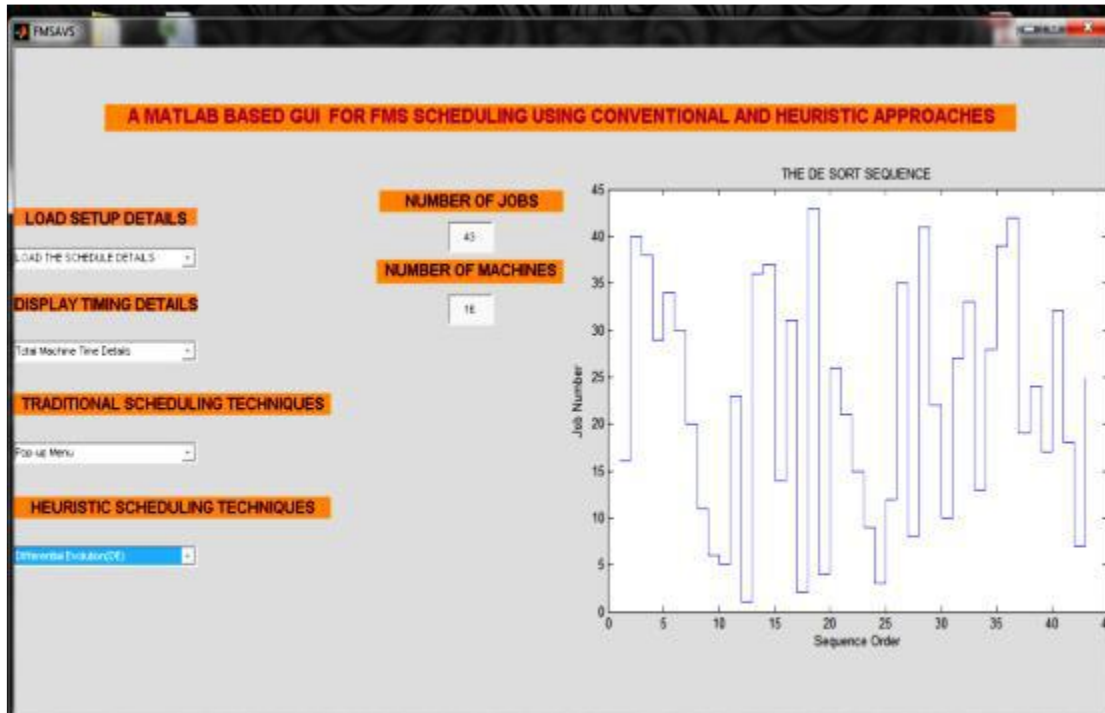 FMSAVS
A MATLAB BASED GUI FOR FMS SCHEDULING USING CONVENTIONAL AND HEURISTIC APPROACHES
LOAD SETUP DETAILS
LOAD THE SCHEDULE DETAILS
DISPLAY TIMING DETAILS
Total Machine Time Details
TRADITIONAL SCHEDULING TECHNIQUES
Pop-up Menu
HEURISTIC SCHEDULING TECHNIQUES
Differential Evolution(DE)
NUMBER OF JOBS
43
NUMBER OF MACHINES
16
THE DE SORT SEQUENCE
45
40
35
30
25
20
15
10
5
0
Job Number
0 5 10 15 20 25 30 35 40
Sequence Order